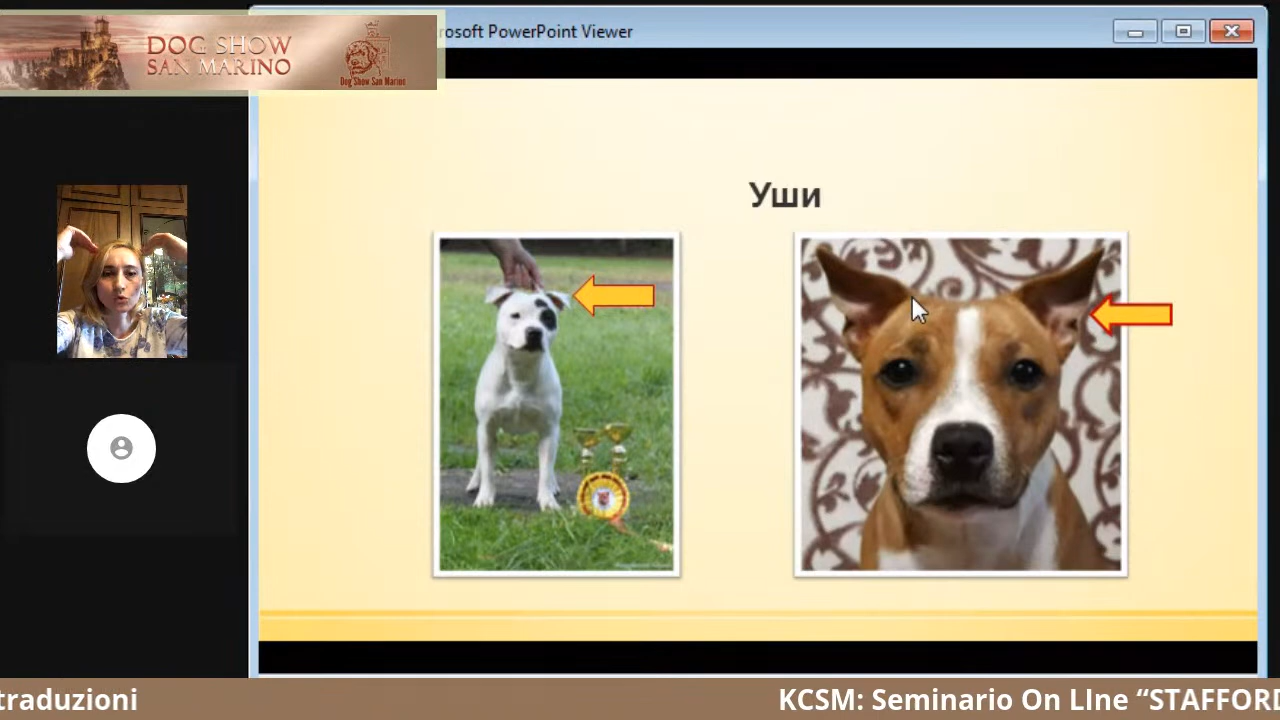 rosoft PowerPoint Viewer
DOG SHOW
SAN MARINO
Dog Show San Marino
Уши
traduzioni
KCSM: Seminario On LIne “STAFFORD